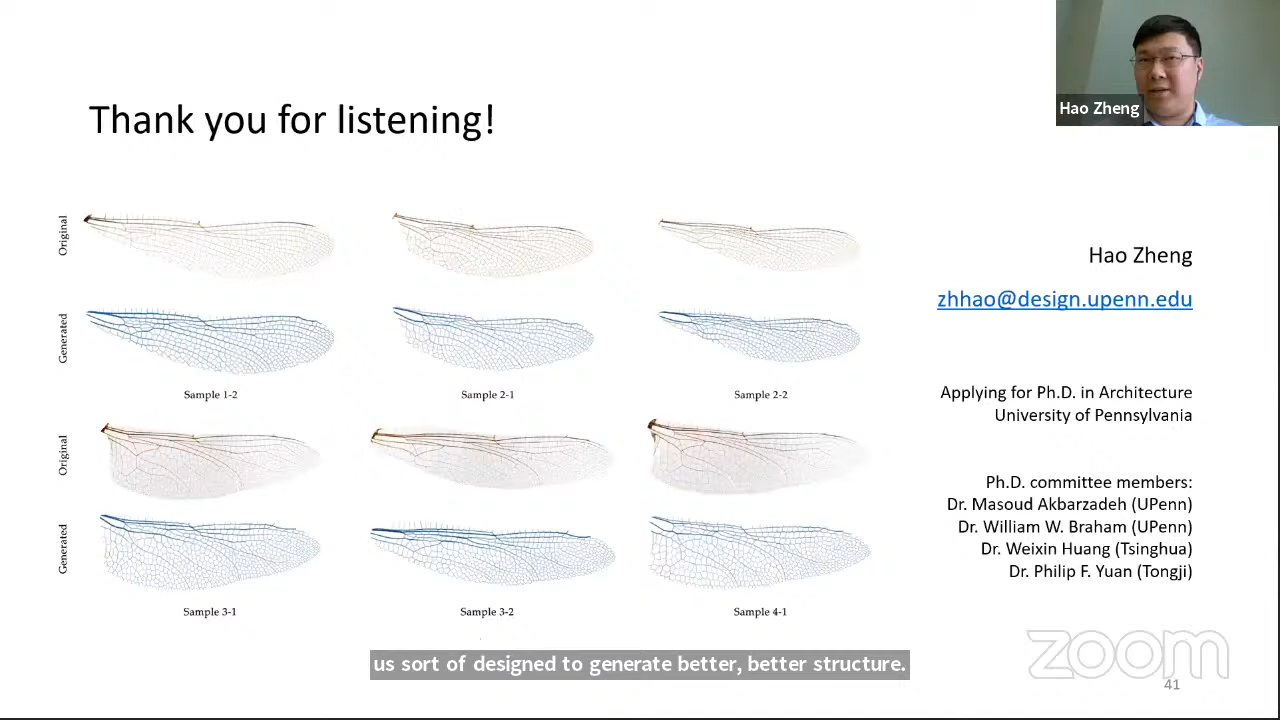 Hao Zheng
Thank you for listening!
Original
Generated
Sample 1-2
Sample 2-1
Sample 2-2
Original
Generated
Sample 3-1
Sample 3-2
Sample 4-1
Hao Zheng
zhhao@design.upenn.edu
Applying for Ph.D. in Architecture
University of Pennsylvania
Ph.D. committee members:
Dr. Masoud Akbarzadeh (UPenn)
Dr. William W. Braham (UPenn)
Dr. Weixin Huang (Tsinghua)
Dr. Philip F. Yuan (Tongji)
us sort of designed to generate better, better structure.
zoom
41